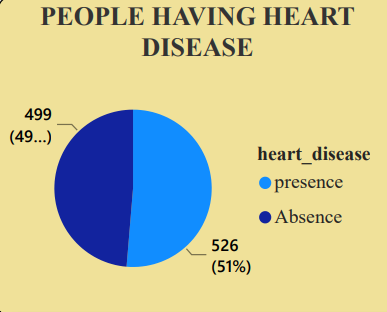 PEOPLE HAVING HEART
DISEASE
499
(49...)
heart_disease
presence
Absence
526
(51%)